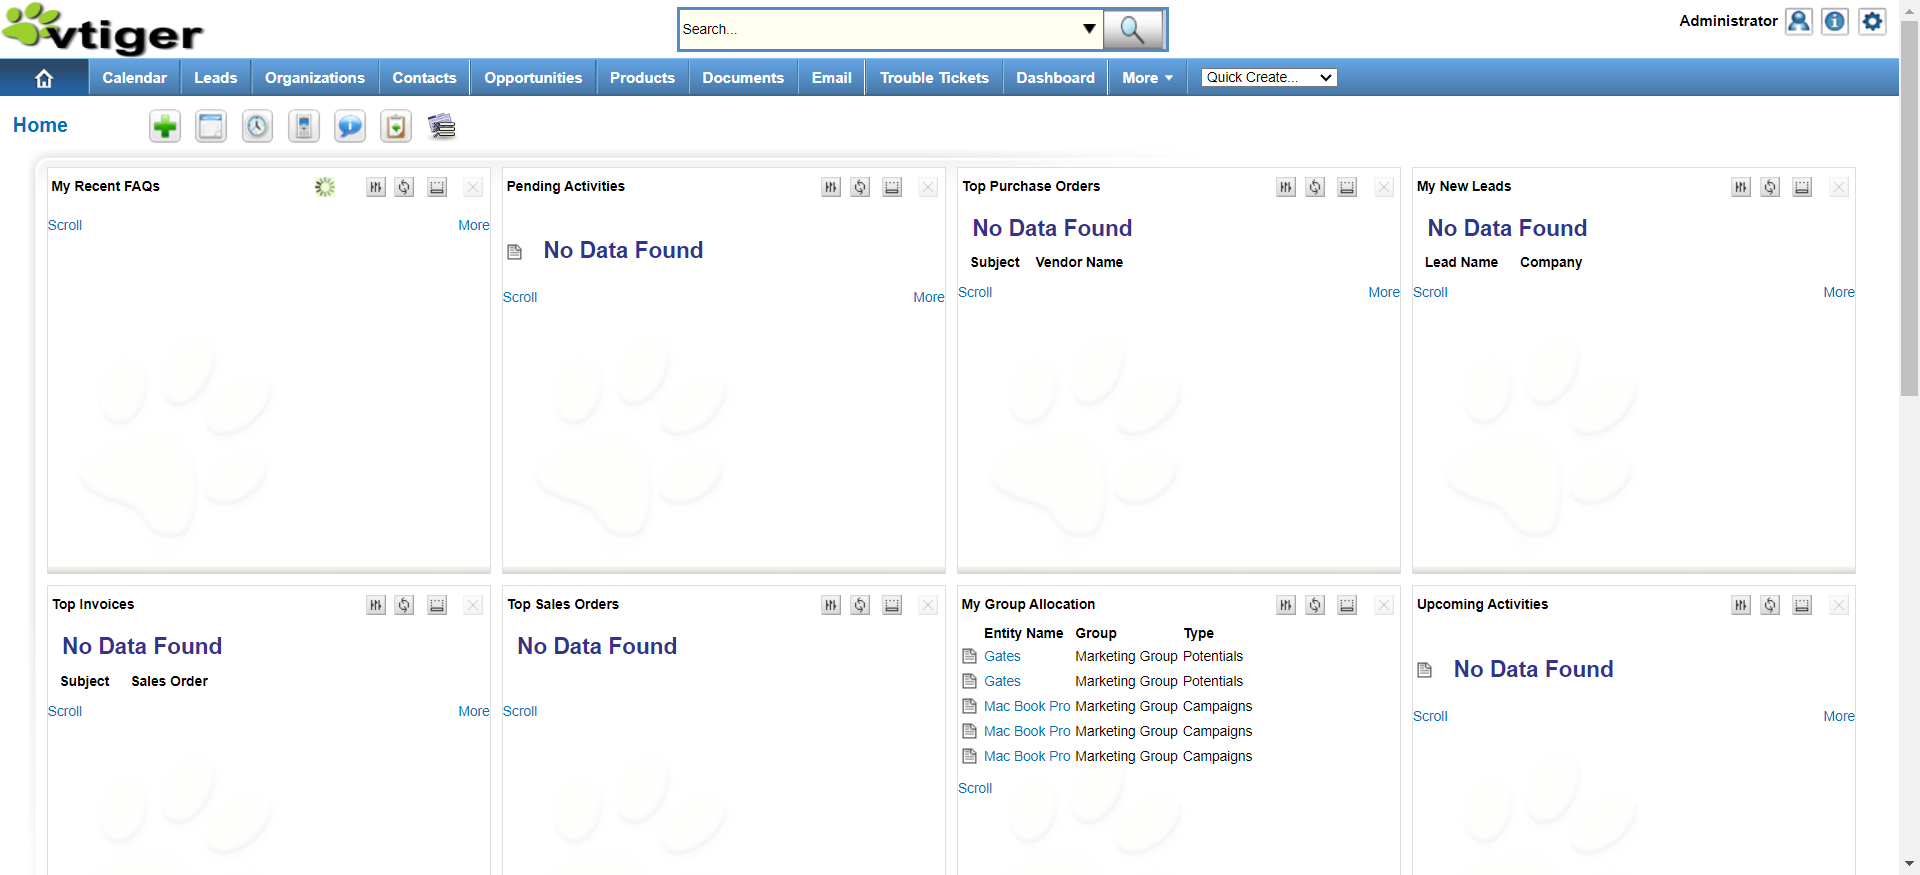 vtiger
Search...
Administrator
Calendar Leads Organizations Contacts Opportunities Products Documents Email Trouble Tickets Dashboard More Quick Create...
Home
My Recent FAQs
Scroll More
Pending Activities
No Data Found
Scroll More
Top Purchase Orders
No Data Found
Subject Vendor Name
Scroll More
My New Leads
No Data Found
Lead Name Company
Scroll More
Top Invoices
No Data Found
Subject Sales Order
Scroll More
Top Sales Orders
No Data Found
Scroll
My Group Allocation
Entity Name Group Type
Gates Marketing Group Potentials
Gates Marketing Group Potentials
Mac Book Pro Marketing Group Campaigns
Mac Book Pro Marketing Group Campaigns
Mac Book Pro Marketing Group Campaigns
Scroll
Upcoming Activities
No Data Found
Scroll More